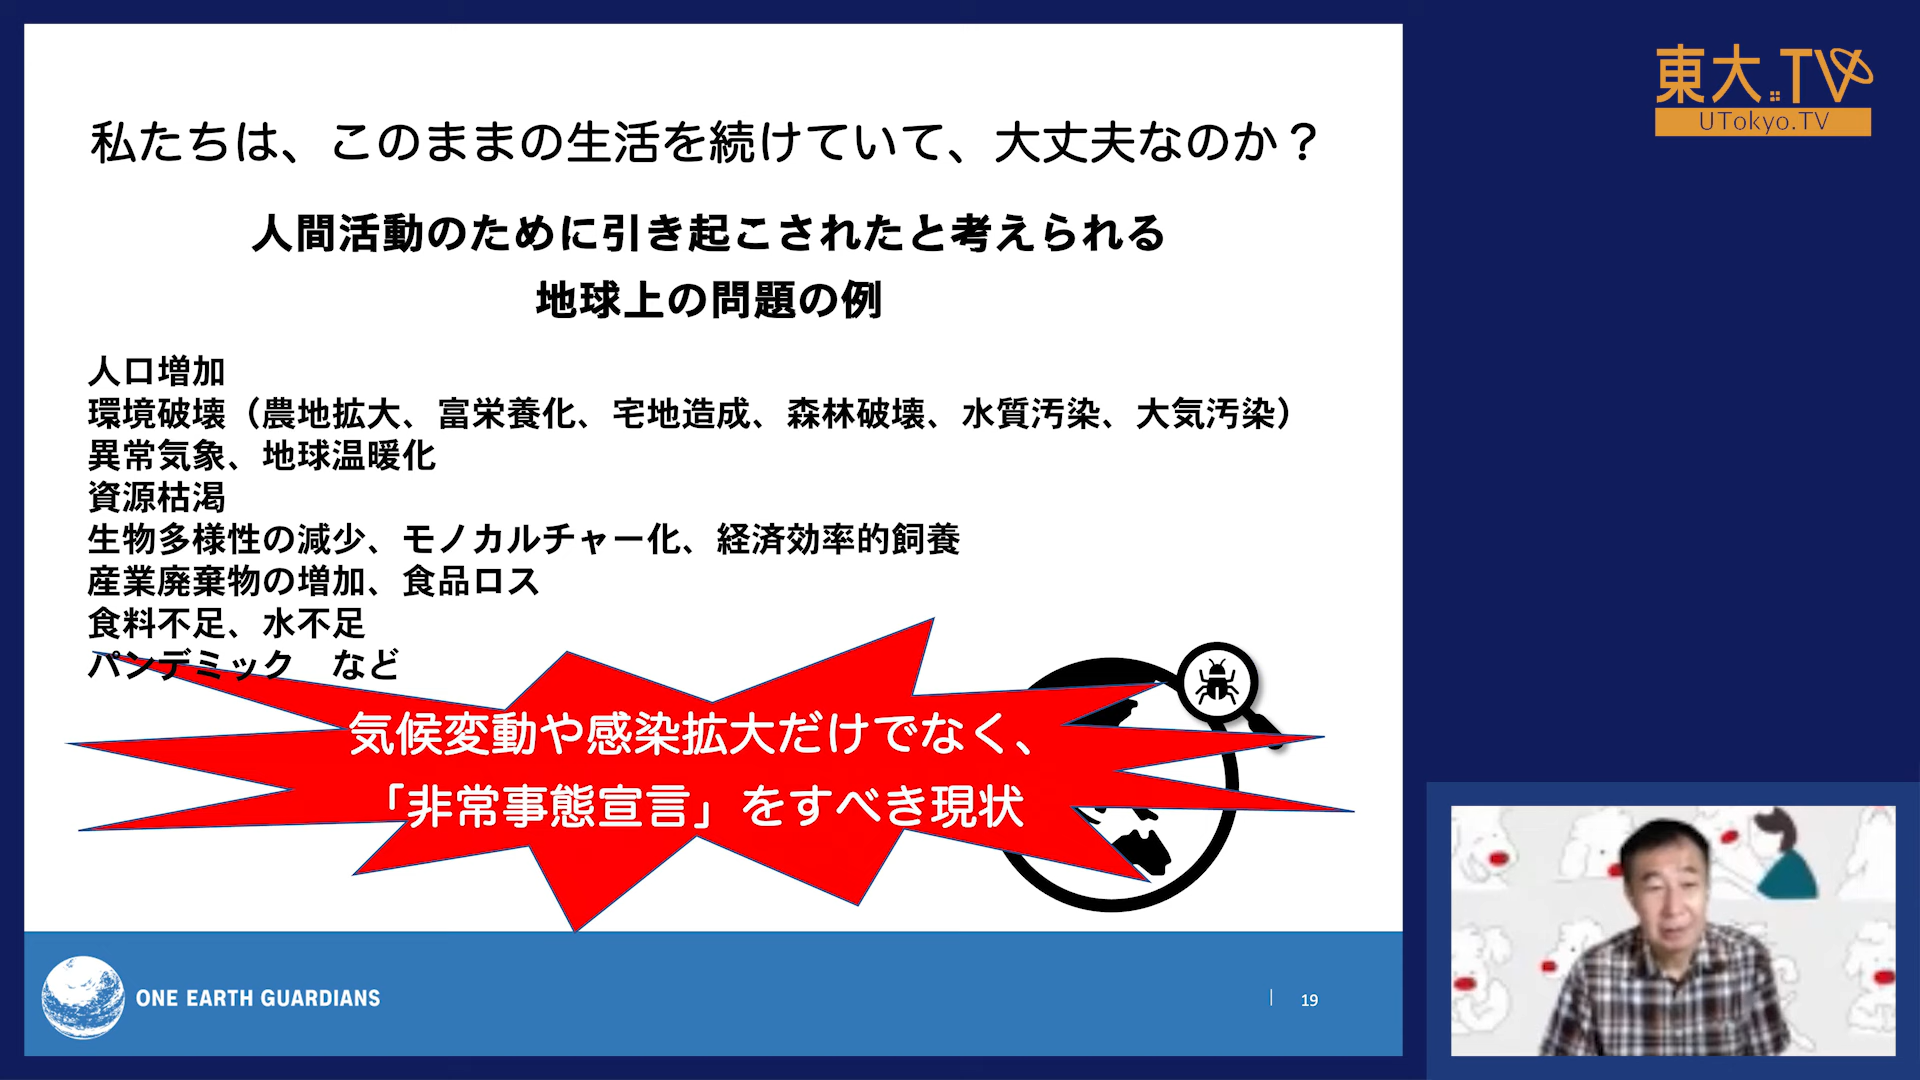 私たちは、このままの生活を続けていて、大丈夫なのか？
人間活動のために引き起こされたと考えられる
地球上の問題の例
人口増加
環境破壊（農地拡大、富栄養化、宅地造成、森林破壊、水質汚染、大気汚染）
異常気象、地球温暖化
資源枯渇
生物多様性の減少、モノカルチャー化、経済効率的飼養
産業廃棄物の増加、食品ロス
食料不足、水不足
パンデミック　など
気候変動や感染拡大だけでなく、
「非常事態宣言」をすべき現状
ONE EARTH GUARDIANS
19
東大TV
UTokyo.TV